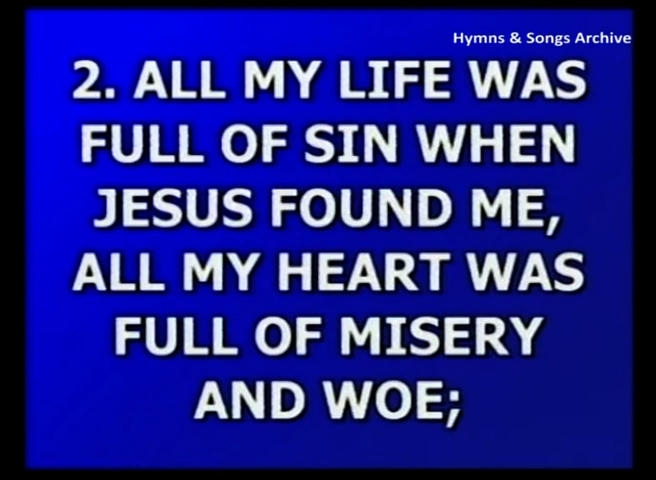 Hymns & Songs Archive
2. ALL MY LIFE WAS
FULL OF SIN WHEN
JESUS FOUND ME,
ALL MY HEART WAS
FULL OF MISERY
AND WOE;